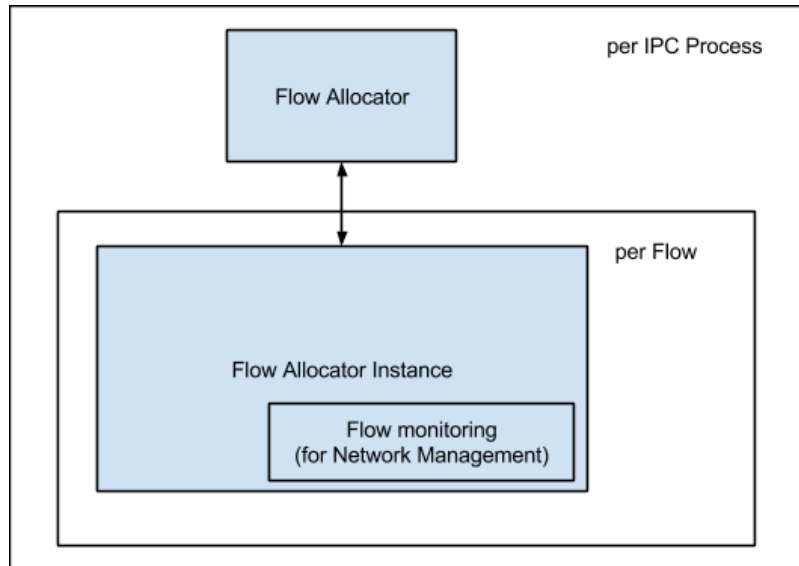 per IPC Process
Flow Allocator
per Flow
Flow Allocator Instance
Flow monitoring
(for Network Management)